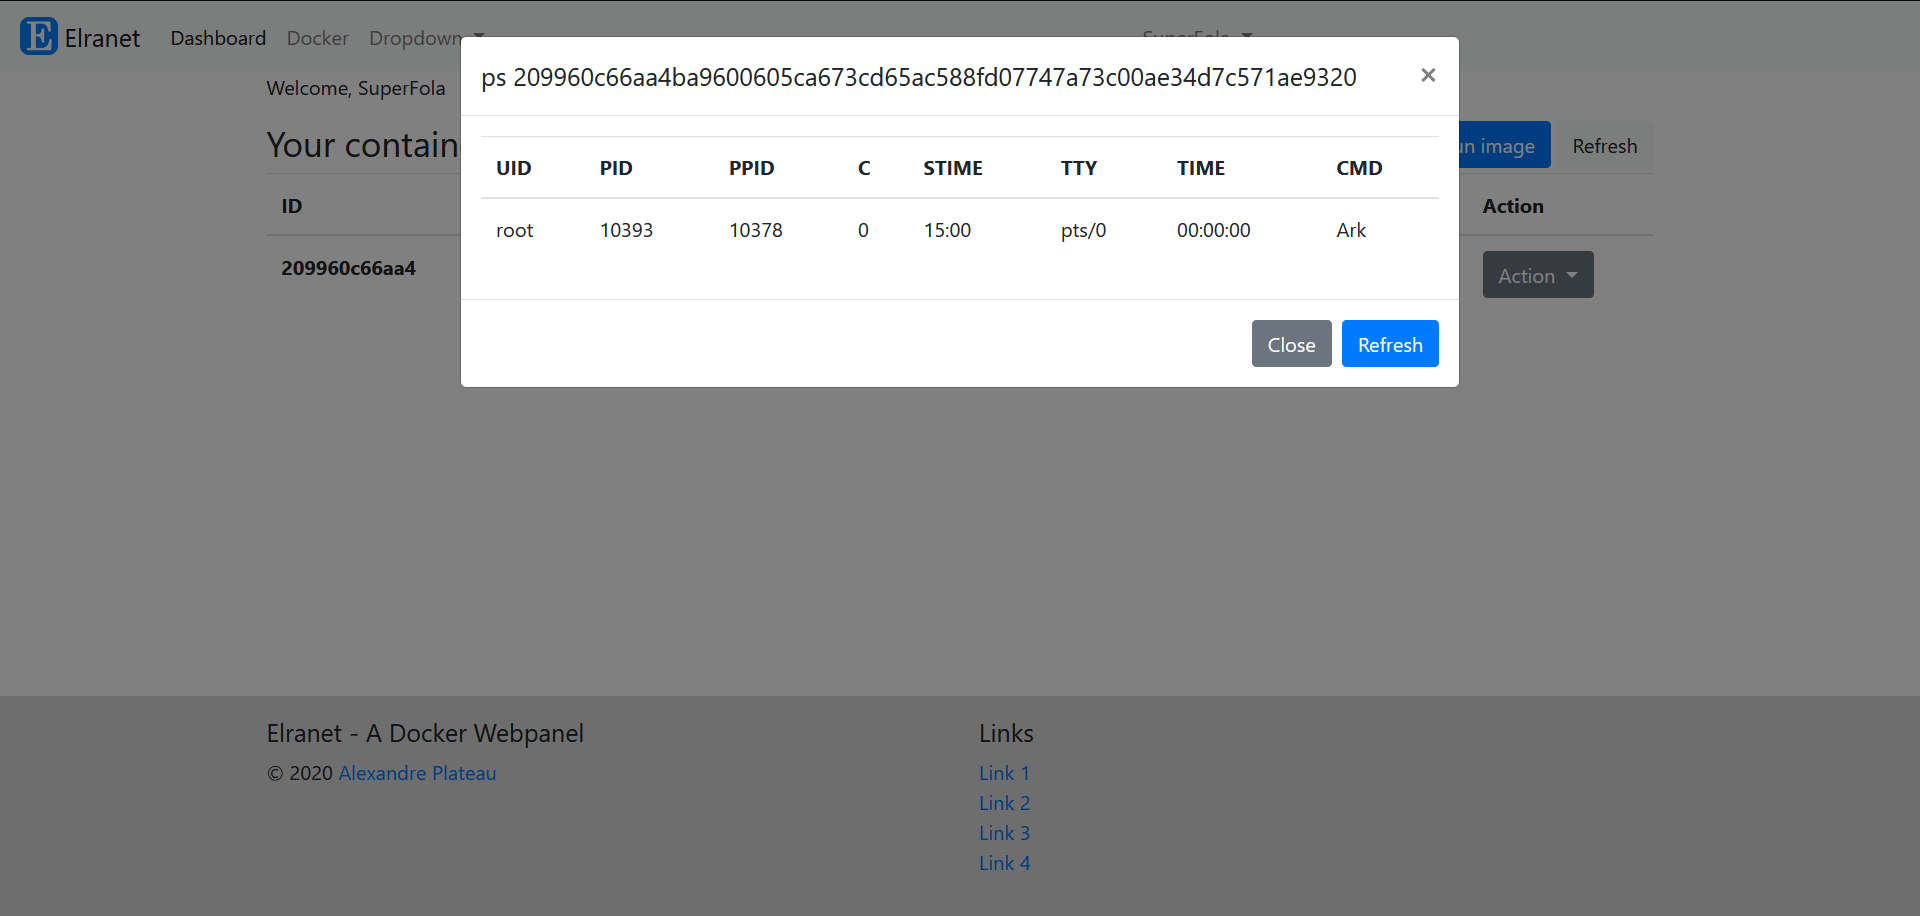 E Elranet Dashboard Docker Dropdown SuperFola
Welcome, SuperFola
ps 209960c66aa4ba9600605ca673cd65ac588fd07747a73c00ae34d7c571ae9320 ×
UID PID PPID C STIME TTY TIME CMD
root 10393 10378 0 15:00 pts/0 00:00:00 Ark
Close Refresh
Your contain
un image Refresh
ID Action
209960c66aa4 Action
Elranet - A Docker Webpanel
© 2020 Alexandre Plateau
Links
Link 1
Link 2
Link 3
Link 4